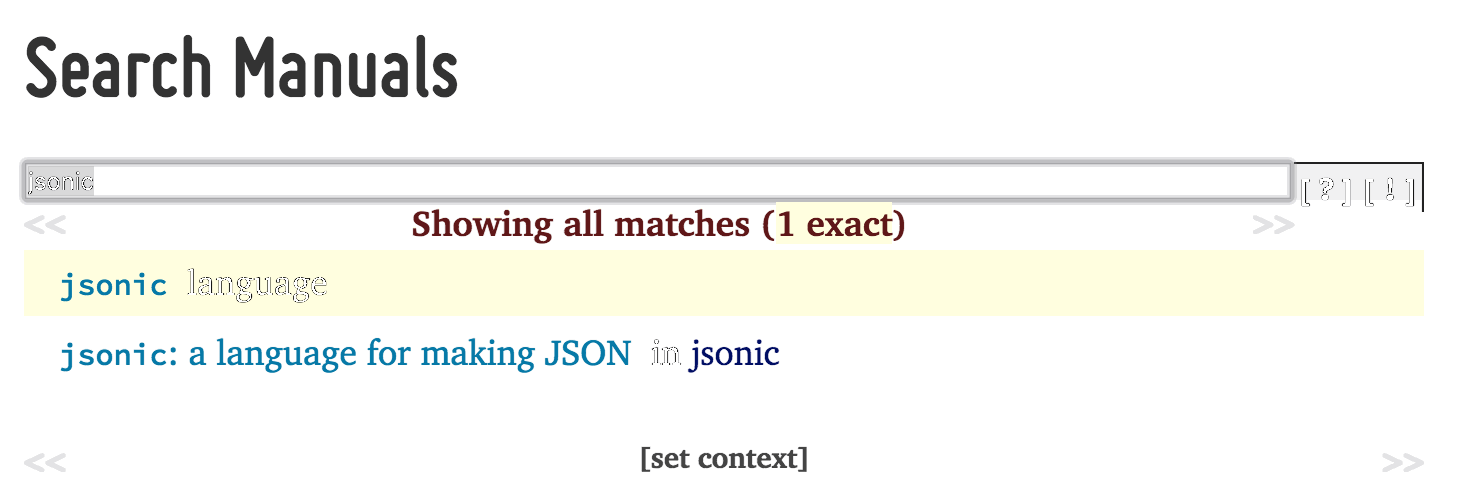 Search Manuals
jsonic [?] [!]
<< Showing all matches (1 exact) >>
jsonic language
jsonic: a language for making JSON in jsonic
<< [set context] >>